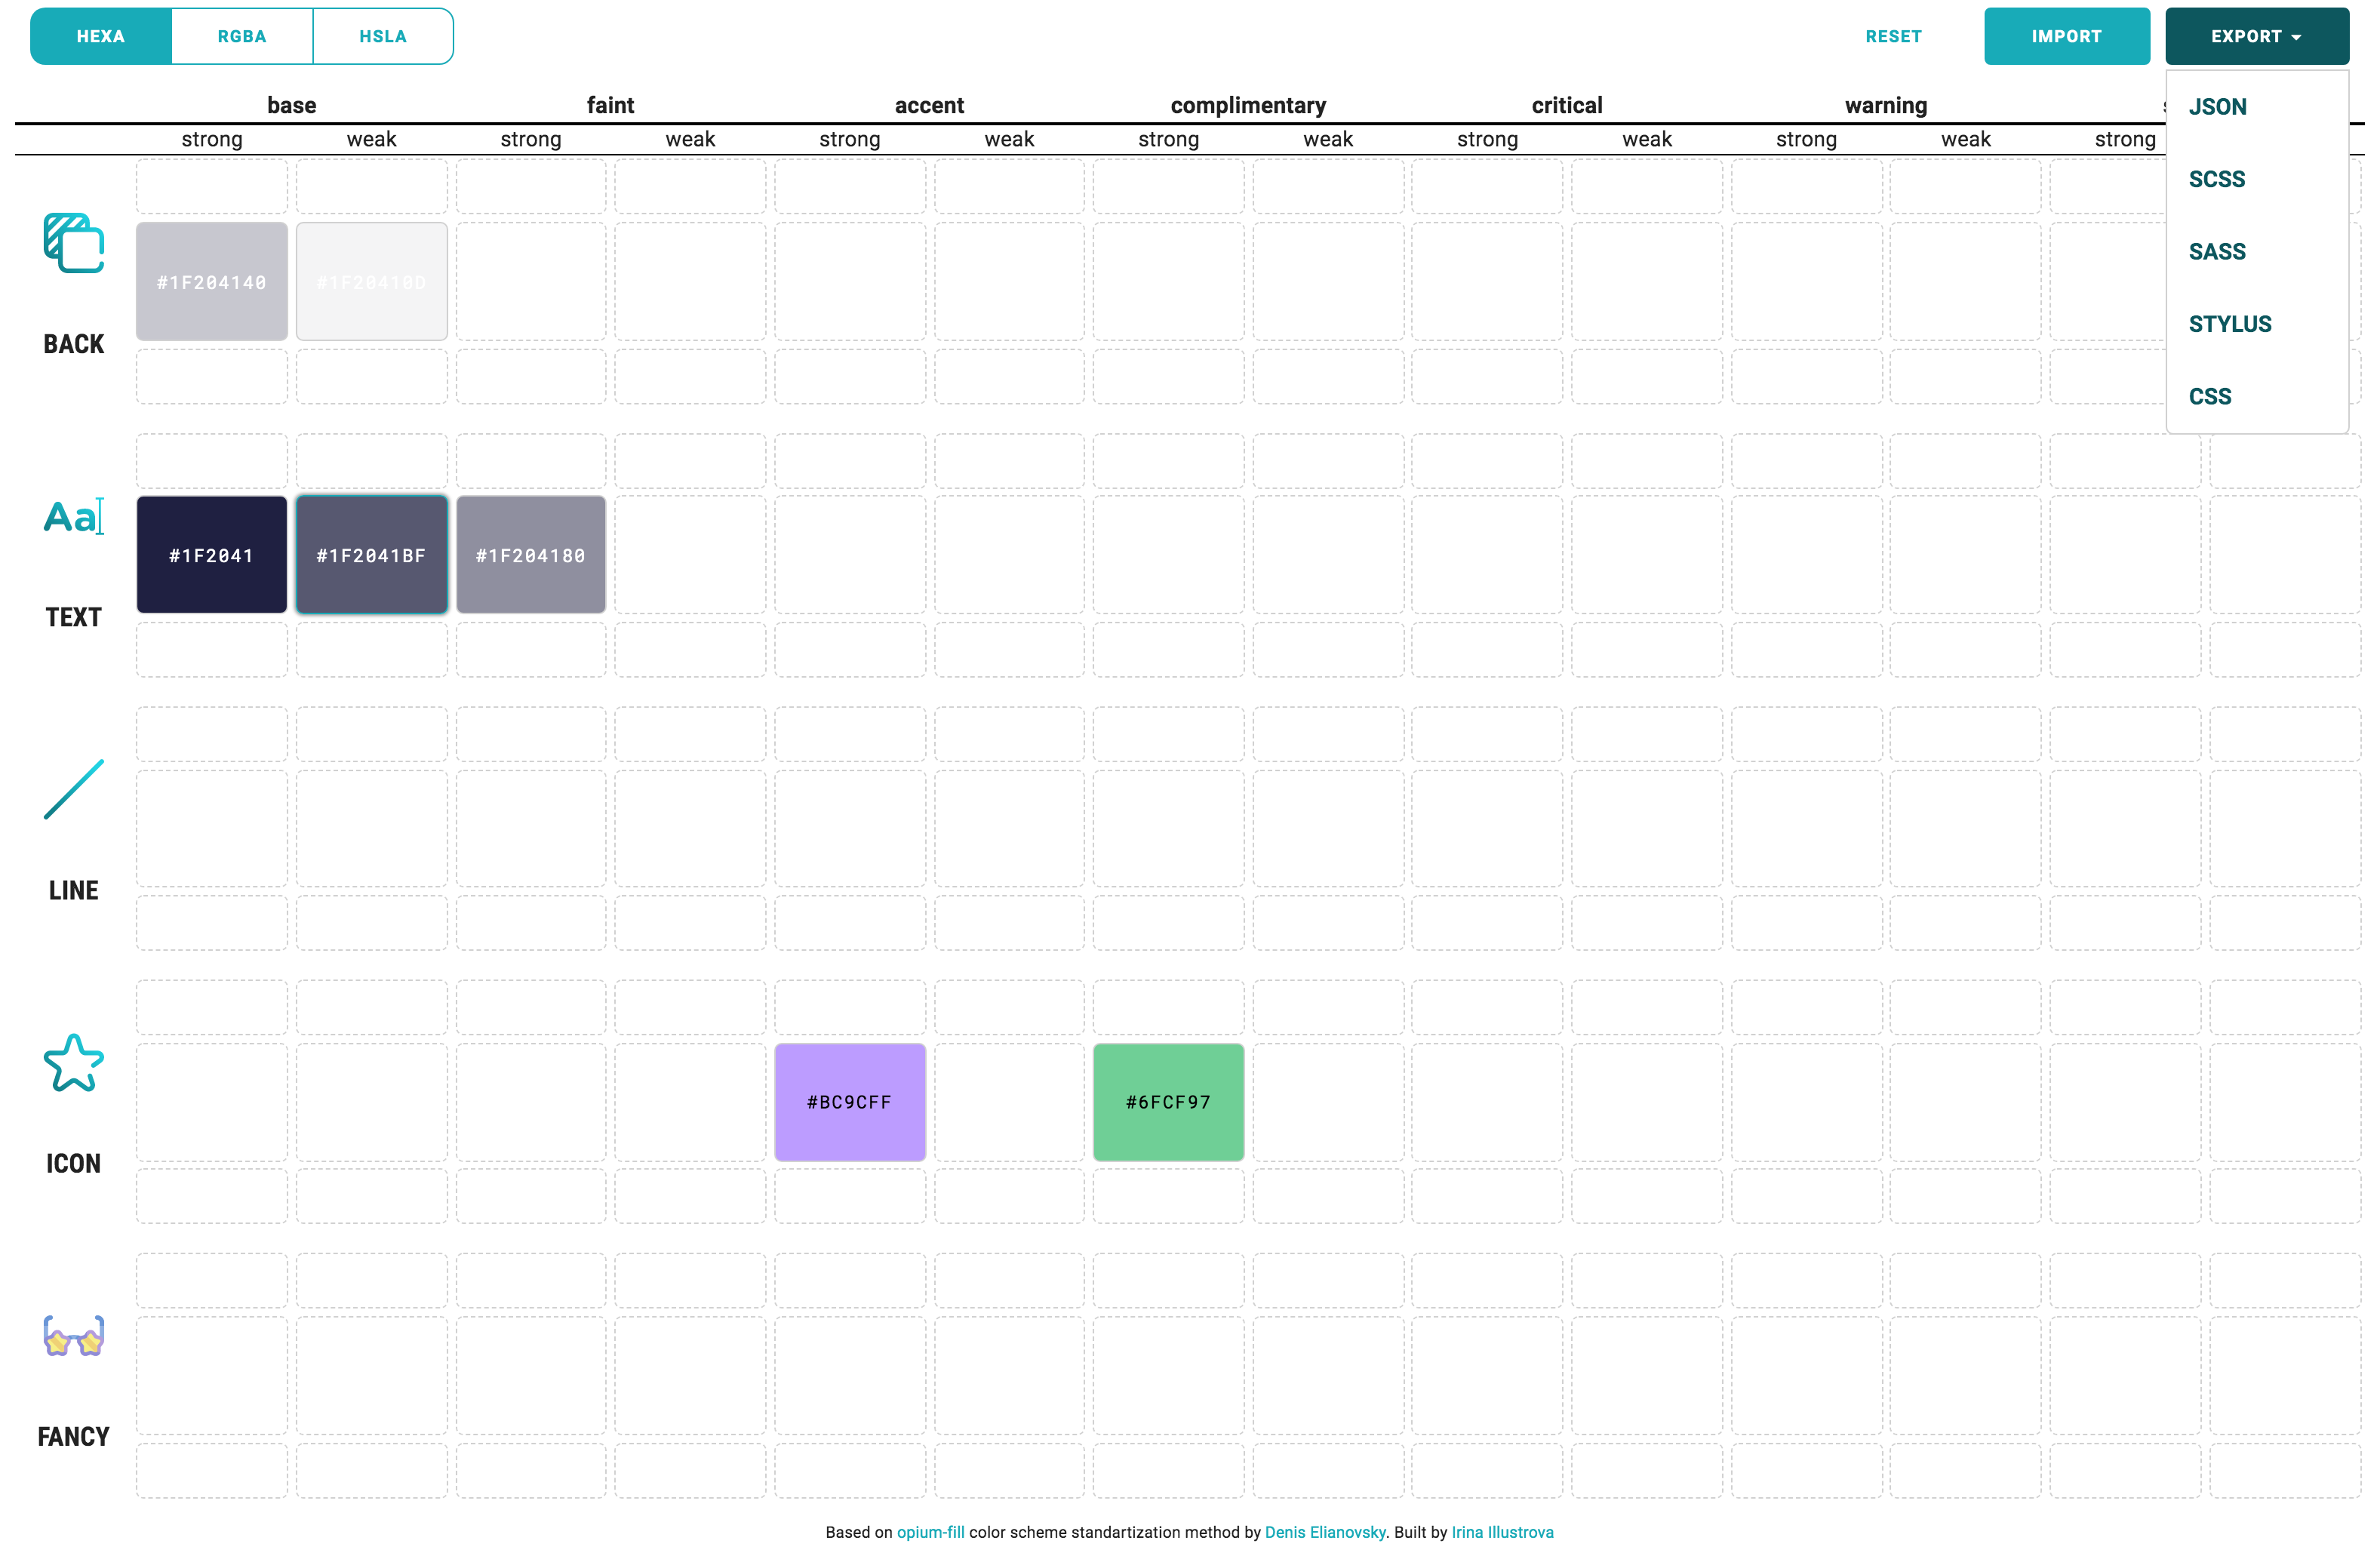 HEXA RGBA HSLA RESET IMPORT EXPORT
base faint accent complimentary critical warning
strong weak strong weak strong weak strong weak strong weak strong weak strong
JSON
SCSS
SASS
STYLUS
CSS
#1F204140 #1F20410D
BACK
#1F2041 #1F2041BF #1F204180
TEXT
LINE
#BC9CFF #6FCF97
ICON
FANCY
Based on opium-fill color scheme standartization method by Denis Elianovsky. Built by Irina Illustrova